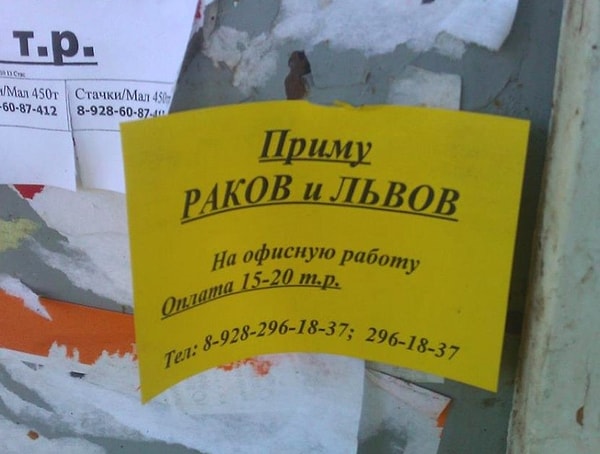 т.р.
Мал 450т
60-87-412
Стачки/Мал 450т
8-928-60-87-
Приму
РАКОВ и ЛЬВОВ
На офисную работу
Оплата 15-20 т.р.
Тел: 8-928-296-18-37; 296-18-37